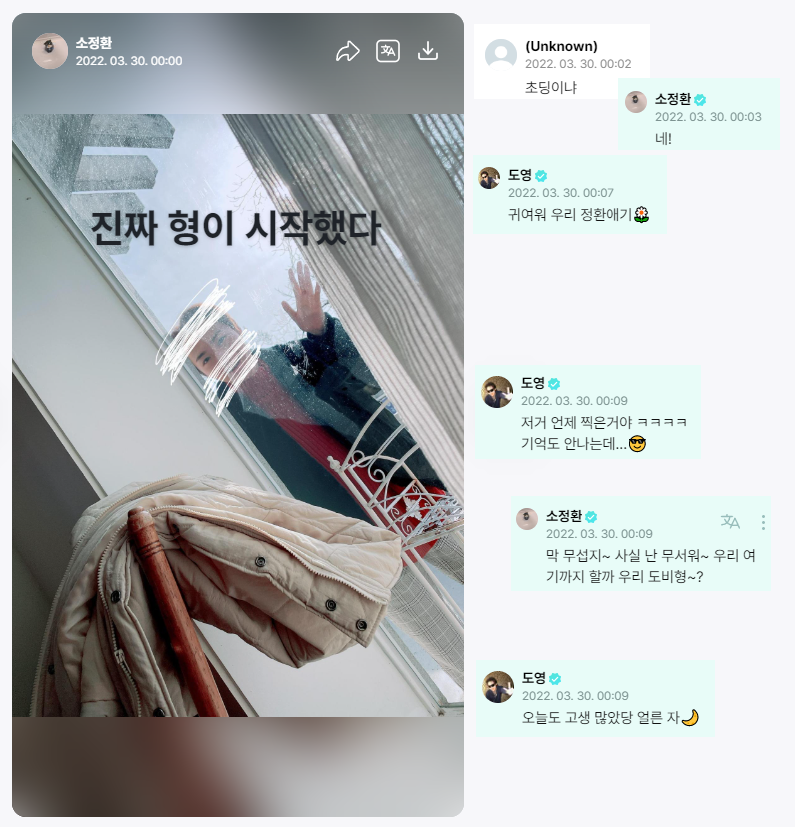 소정환
2022. 03. 30. 00:00
진짜 형이 시작했다
(Unknown)
2022. 03. 30. 00:02
초딩이냐
소정환
2022. 03. 30. 00:03
네!
도영
2022. 03. 30. 00:07
귀여워 우리 정환애기🌼
도영
2022. 03. 30. 00:09
저거 언제 찍은거야 ㅋㅋㅋㅋ
기억도 안나는데...😎
소정환
2022. 03. 30. 00:09
막 무섭지~ 사실 난 무서워~ 우리 여
기까지 할까 우리 도비형~?
도영
2022. 03. 30. 00:09
오늘도 고생 많았당 얼른 자🌙